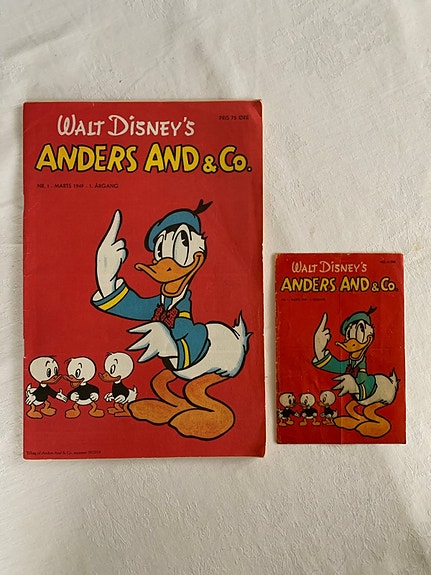 PRIS 75 ØRE
WALT DISNEY'S
ANDERS AND & Co.
NR. 1 · MARTS 1949 · 1. ÅRGANG
WALT DISNEY'S
ANDERS AND & Co.